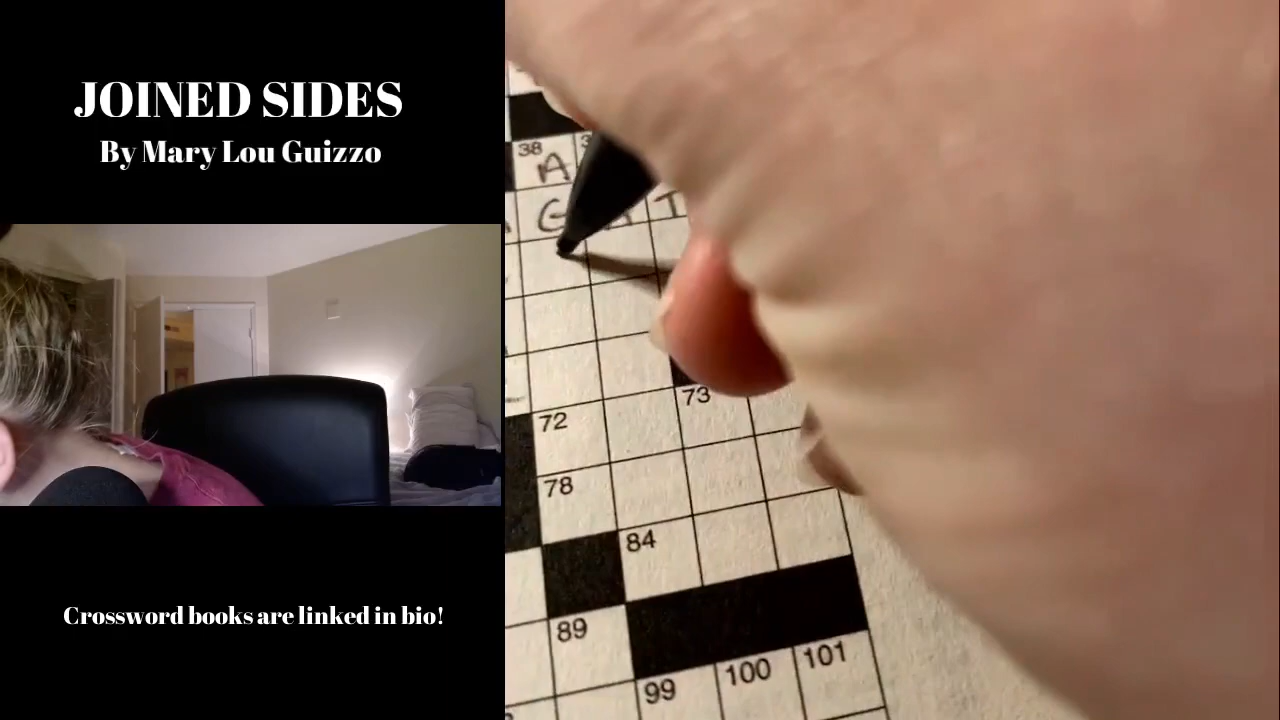 JOINED SIDES
By Mary Lou Guizzo
38 A
G I
73
72
78
84
89
99 100 101
Crossword books are linked in bio!